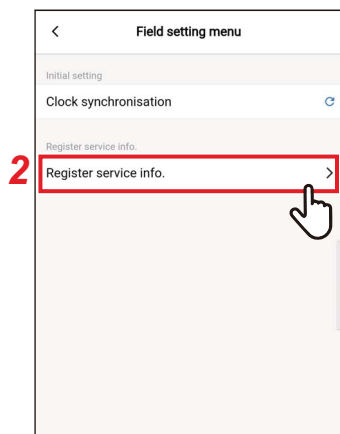 Field setting menu
Initial setting
Clock synchronisation
Register service info.
2
Register service info.